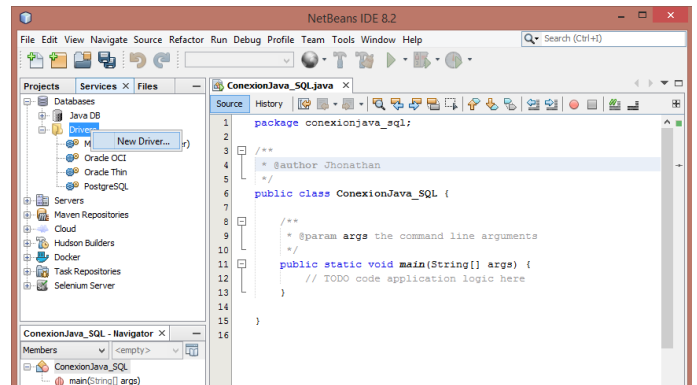 NetBeans IDE 8.2
File Edit View Navigate Source Refactor Run Debug Profile Team Tools Window Help
Search (Ctrl+I)
Projects Services Files
Databases
Java DB
Drivers
New Driver...
M r)
Oracle OCI
Oracle Thin
PostgreSQL
Servers
Maven Repositories
Cloud
Hudson Builders
Docker
Task Repositories
Selenium Server
ConexionJava_SQL - Navigator
Members <empty>
ConexionJava_SQL
main(String[] args)
ConexionJava_SQL.java
Source History
1 package conexionjava_sql;
2
3 /**
4 * @author Jhonathan
5 */
6 public class ConexionJava_SQL {
7
8 /**
9 * @param args the command line arguments
10 */
11 public static void main(String[] args) {
12 // TODO code application logic here
13 }
14
15 }
16